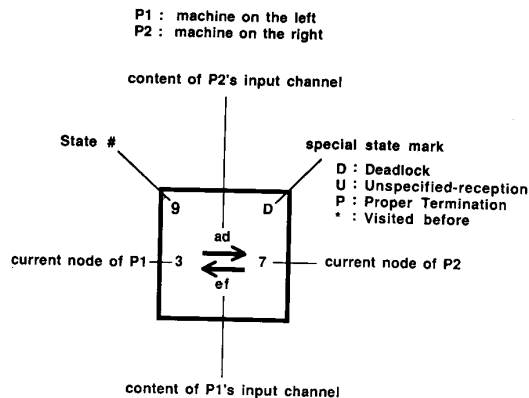 P1 : machine on the left
P2 : machine on the right
content of P2's input channel
State #
special state mark
D : Deadlock
U : Unspecified-reception
P : Proper Termination
* : Visited before
9
D
ad
current node of P1
3
7
current node of P2
ef
content of P1's input channel